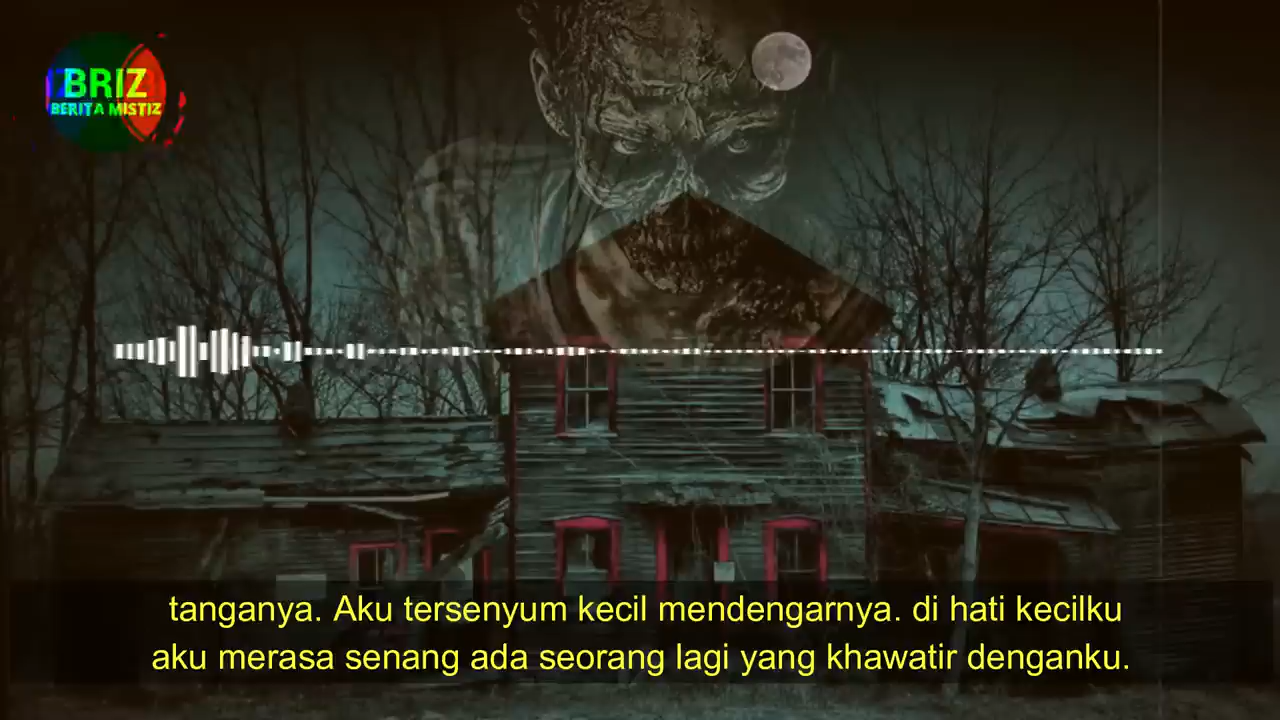 BRIZ
BERITA MISTIZ
tanganya. Aku tersenyum kecil mendengarnya. di hati kecilku
aku merasa senang ada seorang lagi yang khawatir denganku.